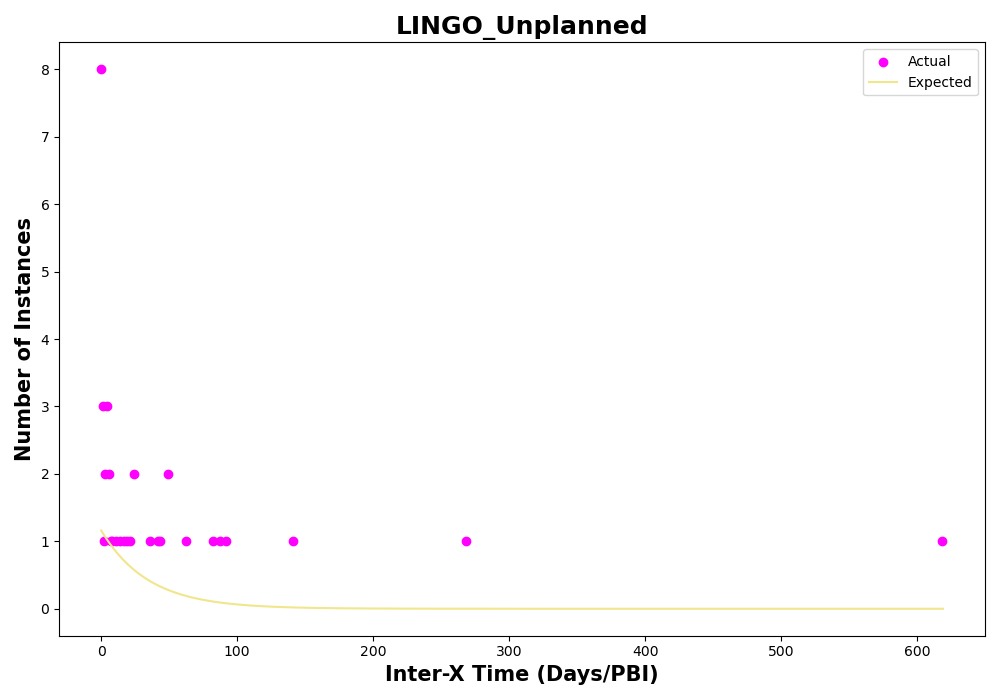 LINGO_Unplanned
Number of Instances
8
7
6
5
4
3
2
1
0
Actual
Expected
0 100 200 300 400 500 600
Inter-X Time (Days/PBI)